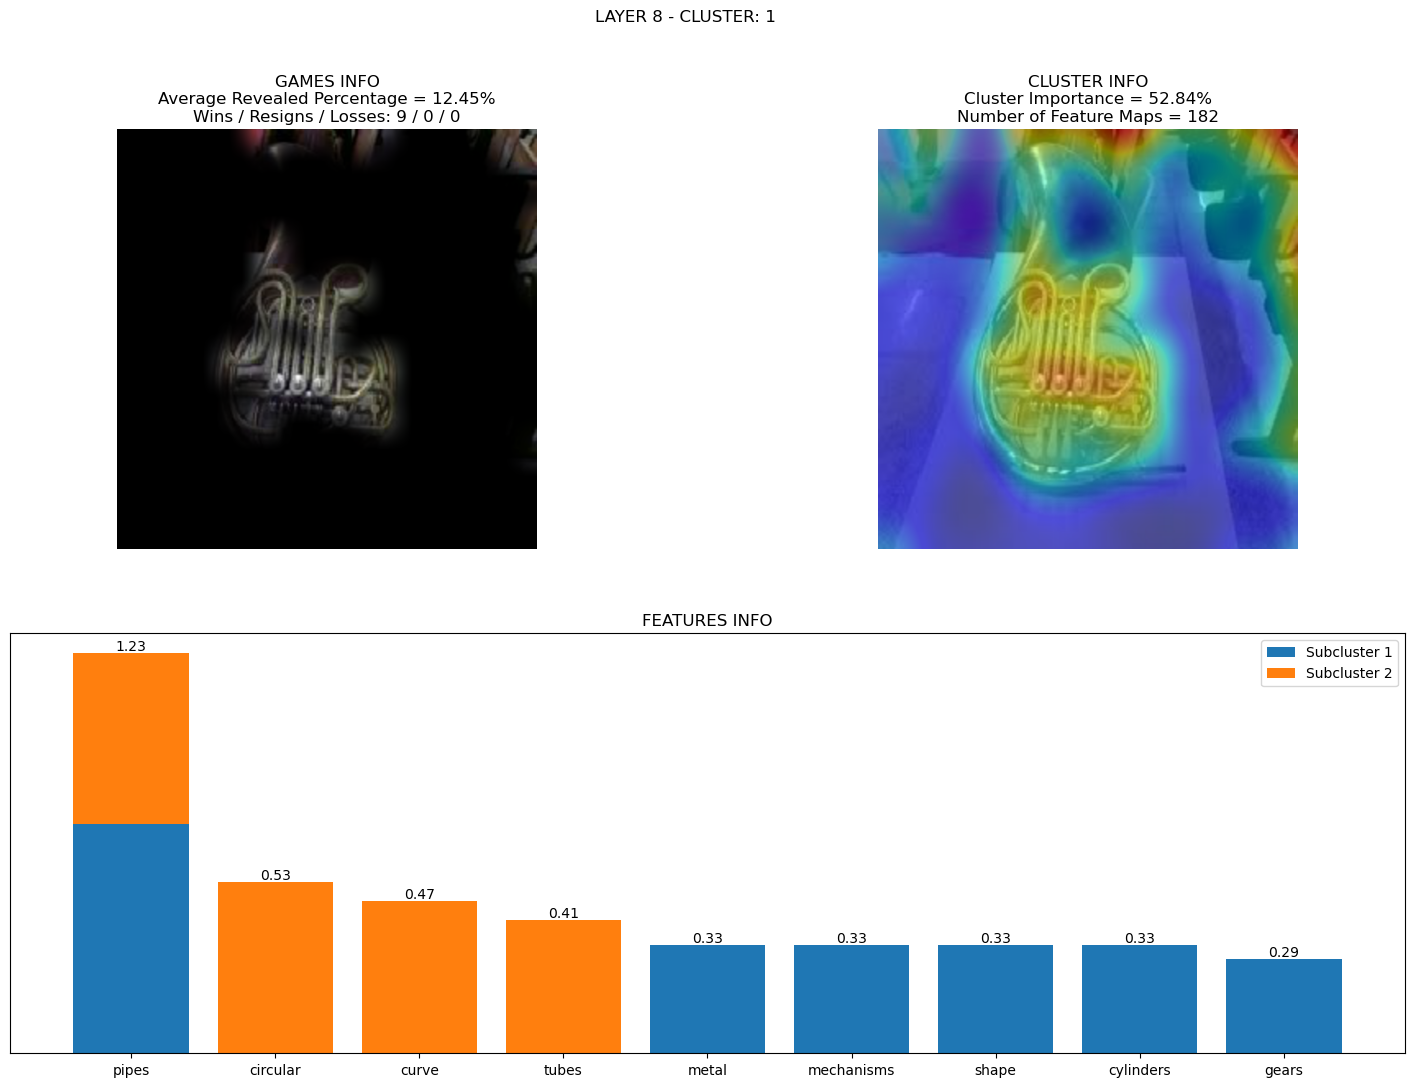 LAYER 8 - CLUSTER: 1
GAMES INFO
Average Revealed Percentage = 12.45%
Wins / Resigns / Losses: 9 / 0 / 0
CLUSTER INFO
Cluster Importance = 52.84%
Number of Feature Maps = 182
FEATURES INFO
Subcluster 1
Subcluster 2
1.23
0.53
0.47
0.41
0.33
0.33
0.33
0.33
0.29
pipes
circular
curve
tubes
metal
mechanisms
shape
cylinders
gears